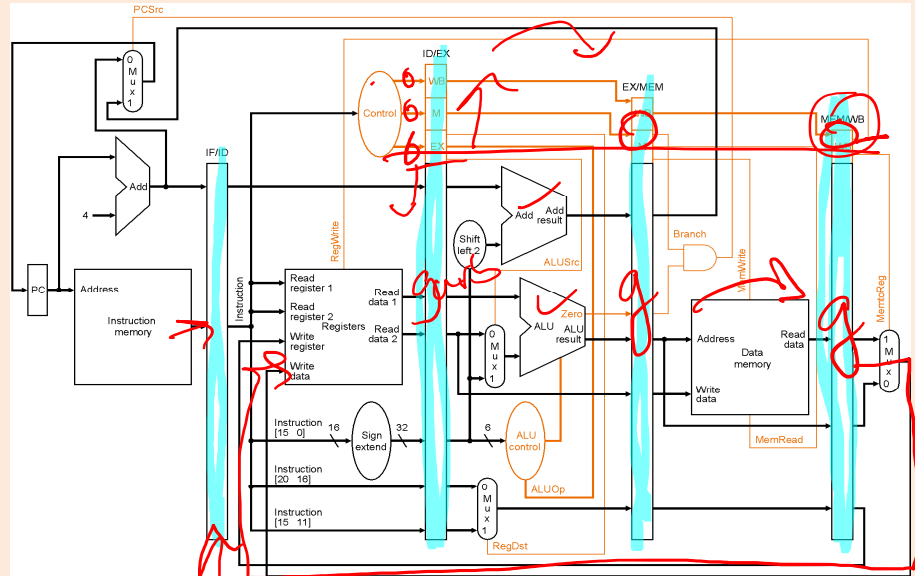 PCSrc
ID/EX
0
M
u
x
1
WB
EX/MEM
Control
M
MEM/WB
EX
IF/ID
Add
4
Add
Add
result
Shift
left 2
RegWrite
Branch
ALUSrc
MemWrite
Instruction
PC
Address
Instruction
memory
Read
register 1
Read
register 2
Registers
Write
register
Write
data
Read
data 1
Read
data 2
0
M
u
x
1
Zero
ALU
ALU
result
Address
Data
memory
Write
data
Read
data
MemtoReg
1
M
u
x
0
Instruction
[15 0]
16
Sign
extend
32
6
ALU
control
MemRead
Instruction
[20 16]
Instruction
[15 11]
0
M
u
x
1
ALUOp
RegDst